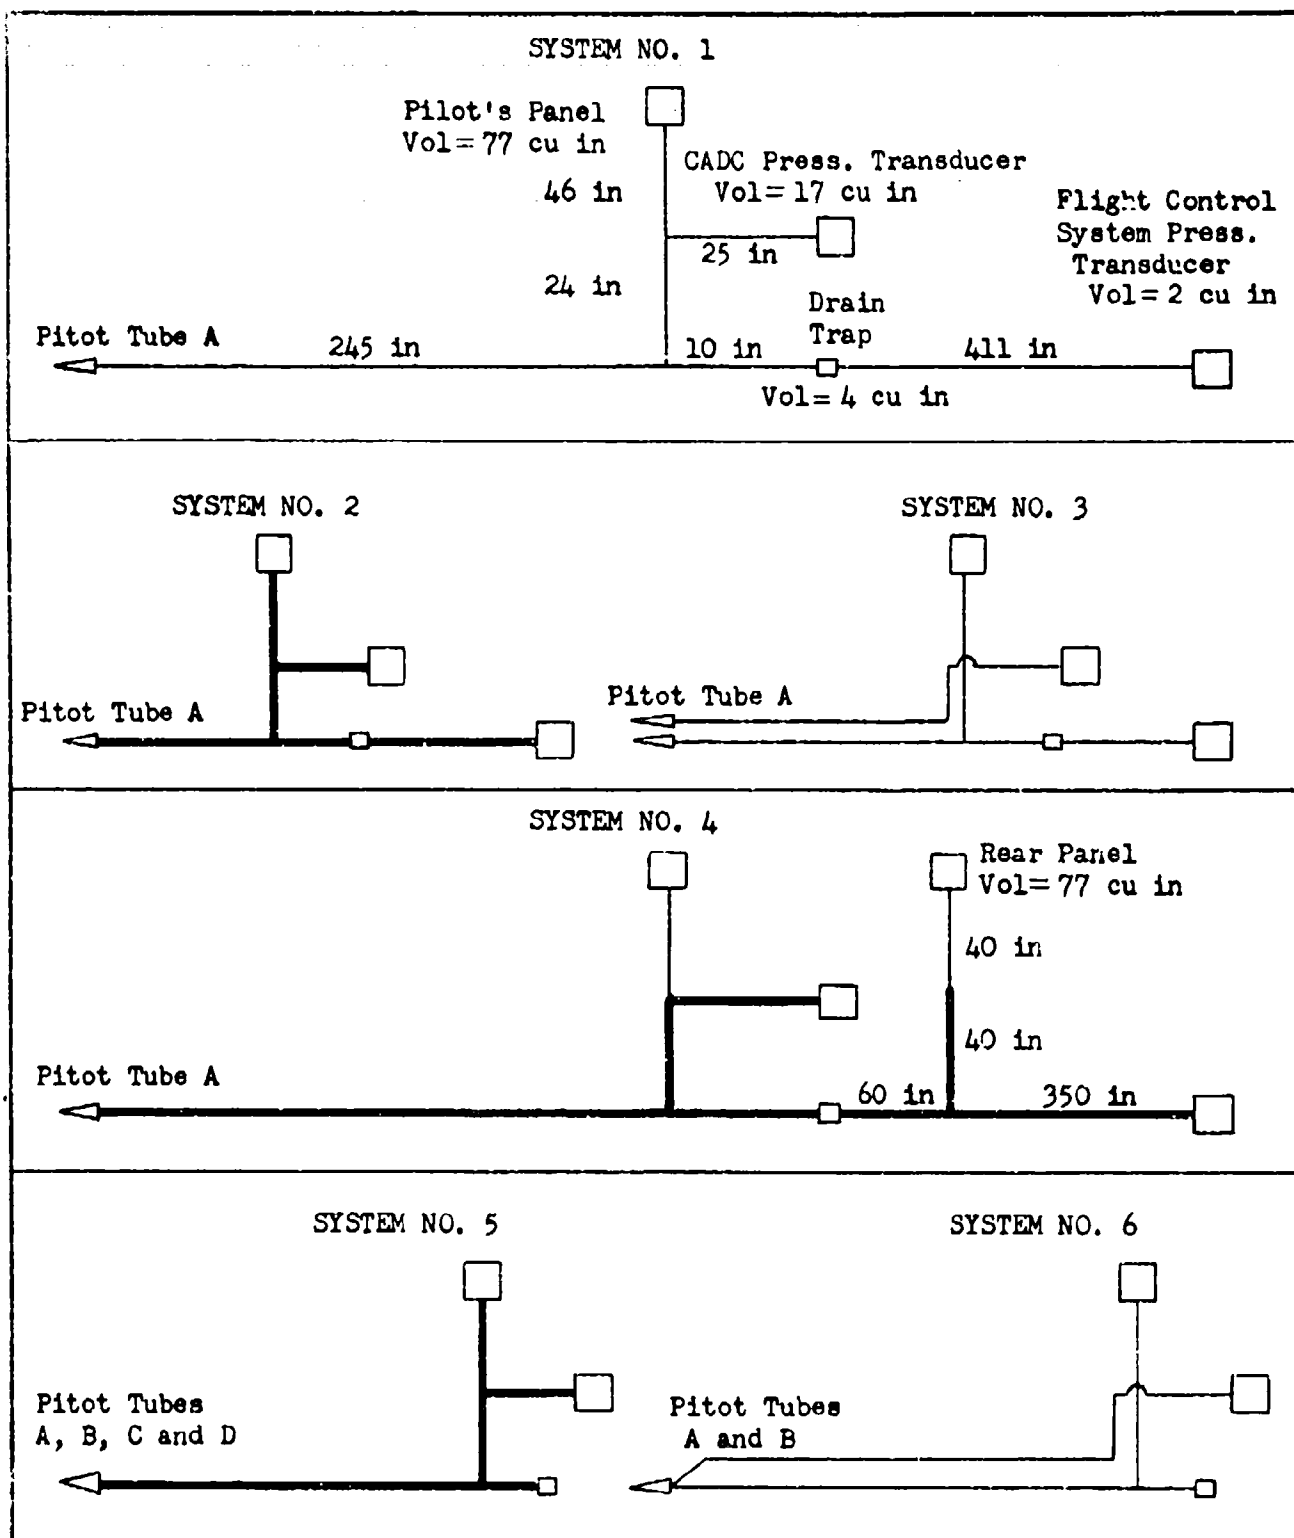 SYSTEM NO. 1
Pilot's Panel
Vol=77 cu in
46 in
CADC Press. Transducer
Vol=17 cu in
25 in
Flight Control
System Press.
Transducer
Vol=2 cu in
24 in
Drain
Trap
Pitot Tube A
245 in
10 in
411 in
Vol=4 cu in
SYSTEM NO. 2
Pitot Tube A
SYSTEM NO. 3
Pitot Tube A
SYSTEM NO. 4
Rear Panel
Vol=77 cu in
40 in
40 in
Pitot Tube A
60 in
350 in
SYSTEM NO. 5
Pitot Tubes
A, B, C and D
SYSTEM NO. 6
Pitot Tubes
A and B